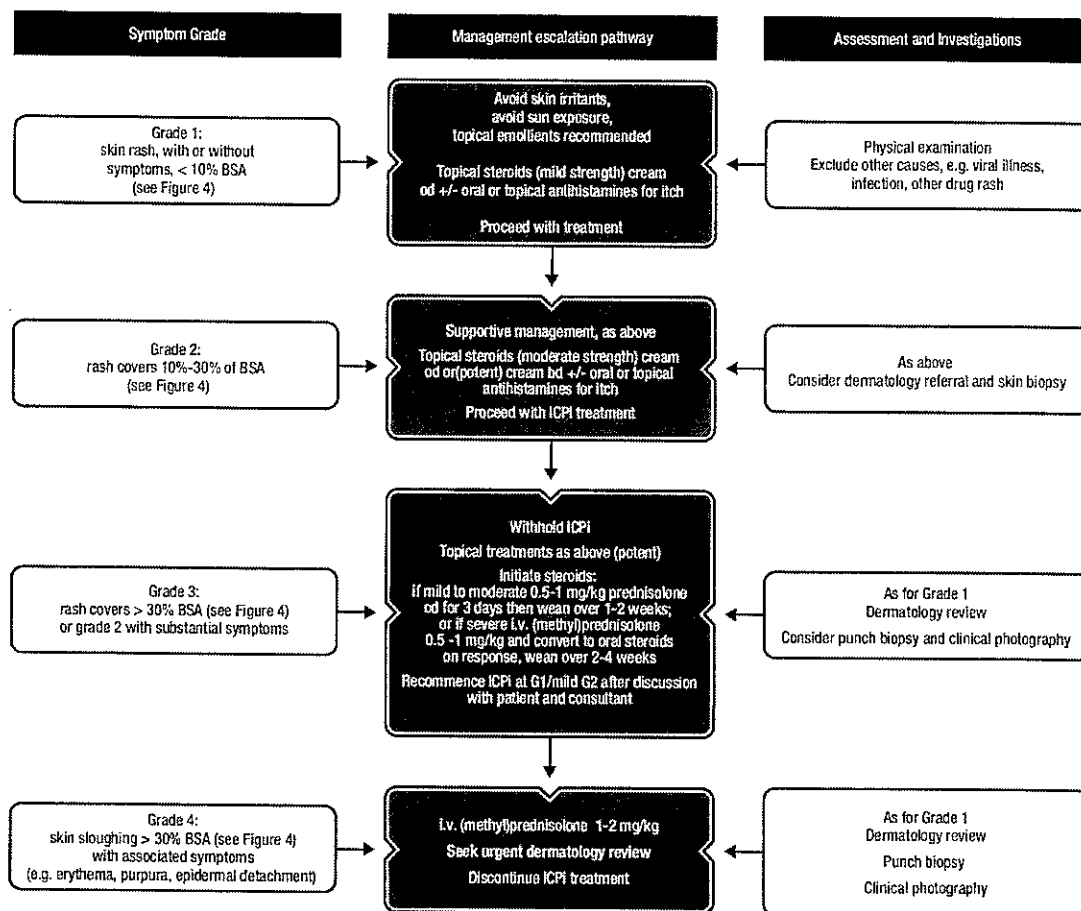 Symptom Grade
Management escalation pathway
Assessment and Investigations
Grade 1:
skin rash, with or without
symptoms, < 10% BSA
(see Figure 4)
Avoid skin irritants,
avoid sun exposure,
topical emollients recommended
Topical steroids (mild strength) cream
od +/- oral or topical antihistamines for itch
Proceed with treatment
Physical examination
Exclude other causes, e.g. viral illness,
infection, other drug rash
Grade 2:
rash covers 10%-30% of BSA
(see Figure 4)
Supportive management, as above
Topical steroids (moderate strength) cream
od or(potent) cream bd +/- oral or topical
antihistamines for itch
Proceed with ICPi treatment
As above
Consider dermatology referral and skin biopsy
Grade 3:
rash covers > 30% BSA (see Figure 4)
or grade 2 with substantial symptoms
Withhold ICPi
Topical treatments as above (potent)
Initiate steroids:
if mild to moderate 0.5-1 mg/kg prednisolone
od for 3 days then wean over 1-2 weeks;
or if severe i.v. (methyl)prednisolone
0.5 -1 mg/kg and convert to oral steroids
on response, wean over 2-4 weeks
Recommence ICPi at G1/mild G2 after discussion
with patient and consultant
As for Grade 1
Dermatology review
Consider punch biopsy and clinical photography
Grade 4:
skin sloughing > 30% BSA (see Figure 4)
with associated symptoms
(e.g. erythema, purpura, epidermal detachment)
i.v. (methyl)prednisolone 1-2 mg/kg
Seek urgent dermatology review
Discontinue ICPi treatment
As for Grade 1
Dermatology review
Punch biopsy
Clinical photography